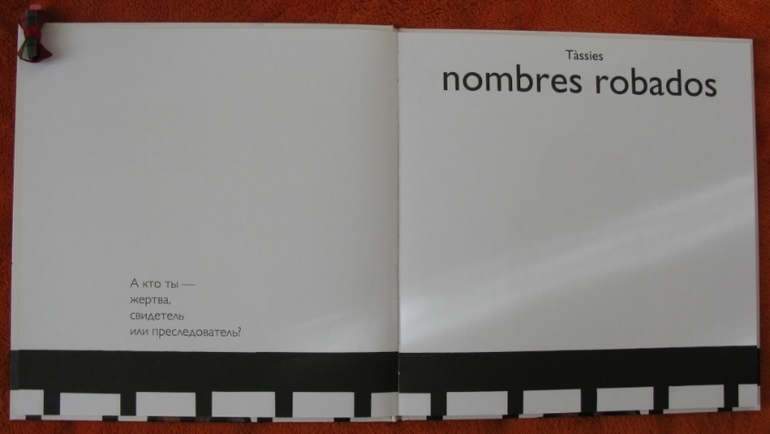 А кто ты —
жертва,
свидетель
или преследователь?
Tàssies
nombres robados